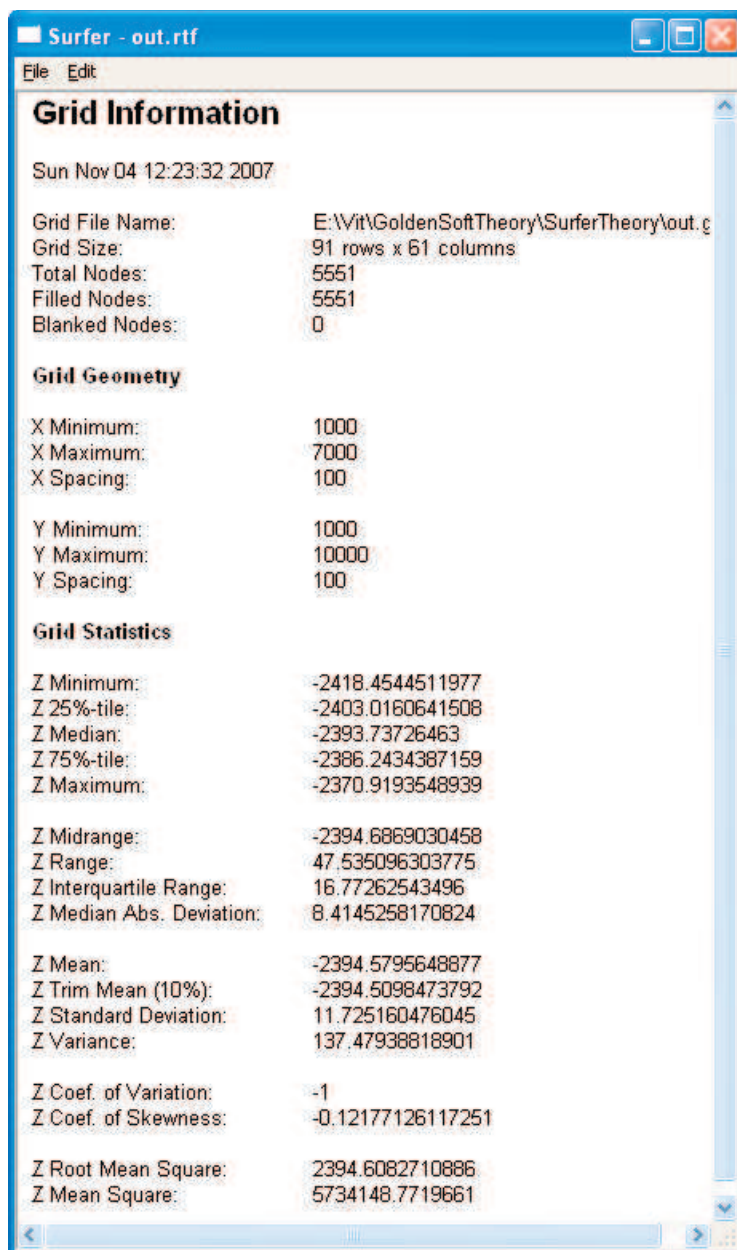 Surfer - out.rtf
File Edit
Grid Information
Sun Nov 04 12:23:32 2007
Grid File Name: E:\Vit\GoldenSoftTheory\SurferTheory\out.g
Grid Size: 91 rows x 61 columns
Total Nodes: 5551
Filled Nodes: 5551
Blanked Nodes: 0
Grid Geometry
X Minimum: 1000
X Maximum: 7000
X Spacing: 100
Y Minimum: 1000
Y Maximum: 10000
Y Spacing: 100
Grid Statistics
Z Minimum: -2418.4544511977
Z 25%-tile: -2403.0160641508
Z Median: -2393.73726463
Z 75%-tile: -2386.2434387159
Z Maximum: -2370.9193548939
Z Midrange: -2394.6869030458
Z Range: 47.535096303775
Z Interquartile Range: 16.77262543496
Z Median Abs. Deviation: 8.4145258170824
Z Mean: -2394.5795648877
Z Trim Mean (10%): -2394.5098473792
Z Standard Deviation: 11.725160476045
Z Variance: 137.47938818901
Z Coef. of Variation: -1
Z Coef. of Skewness: -0.12177126117251
Z Root Mean Square: 2394.6082710886
Z Mean Square: 5734148.7719661